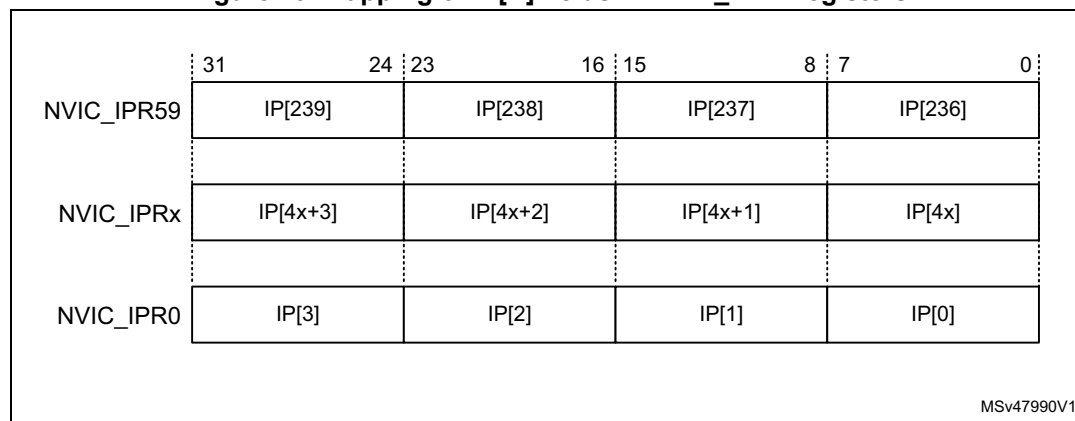 31 24 23 16 15 8 7 0
NVIC_IPR59 IP[239] IP[238] IP[237] IP[236]
NVIC_IPRx IP[4x+3] IP[4x+2] IP[4x+1] IP[4x]
NVIC_IPR0 IP[3] IP[2] IP[1] IP[0]
MSv47990V1